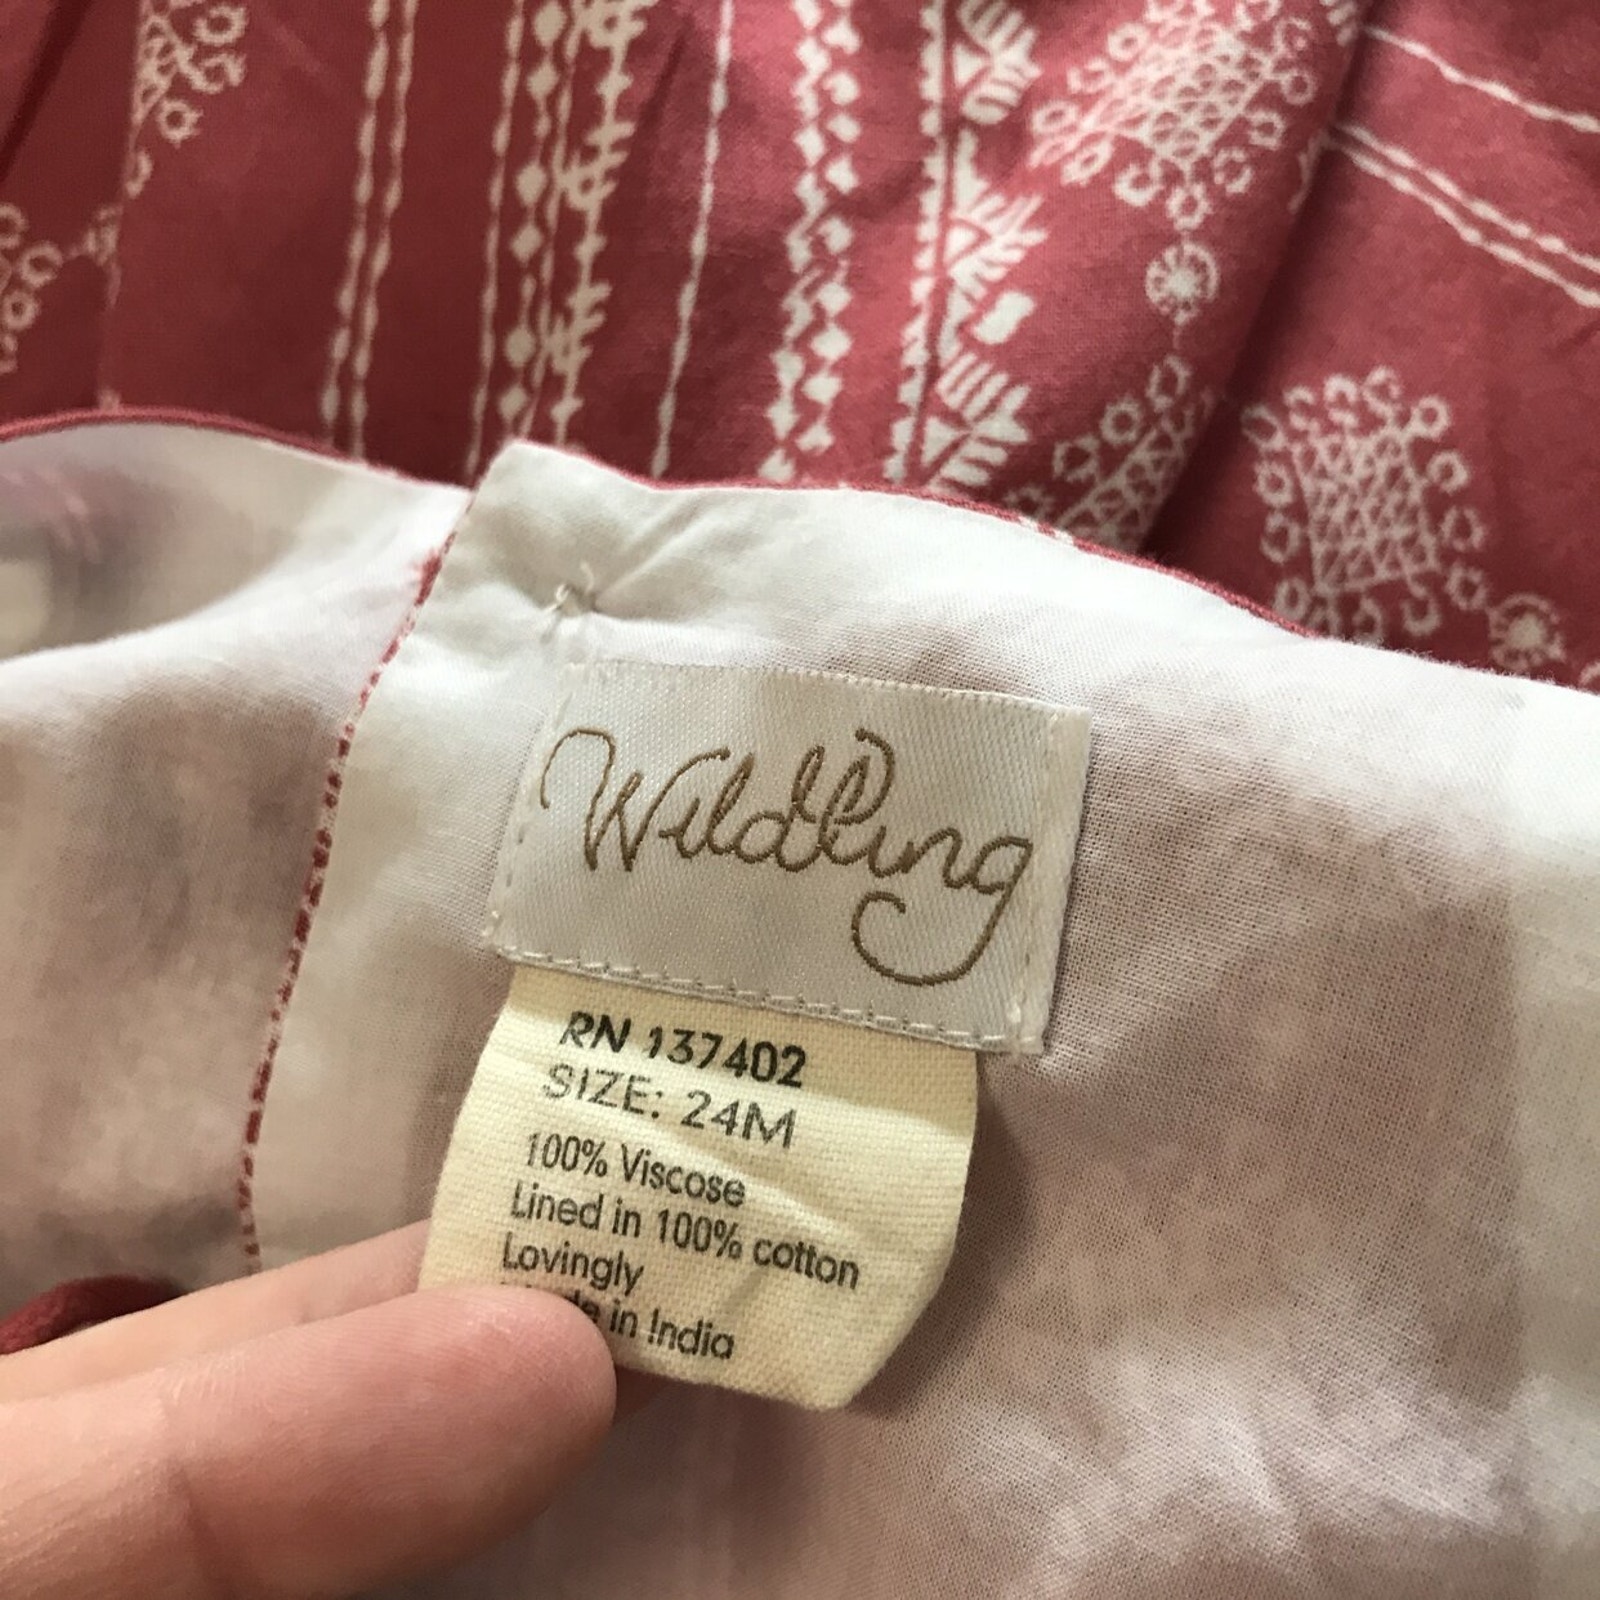 Wildling
RN 137402
SIZE: 24M
100% Viscose
Lined in 100% cotton
Lovingly
in India